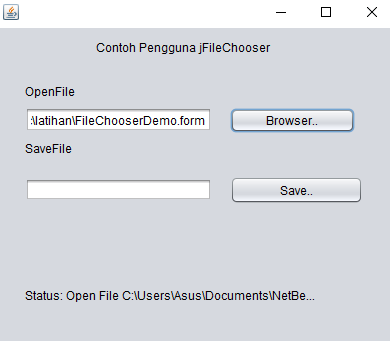 Contoh Pengguna jFileChooser
OpenFile
:\latihan\FileChooserDemo.form
Browser..
SaveFile
Save..
Status: Open File C:\Users\Asus\Documents\NetBe...